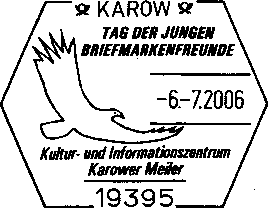 KAROW
TAG DER JUNGEN
BRIEFMARKENFREUNDE
-6.-7.2006
Kultur- und Informationszentrum
Karower Meiler
19395